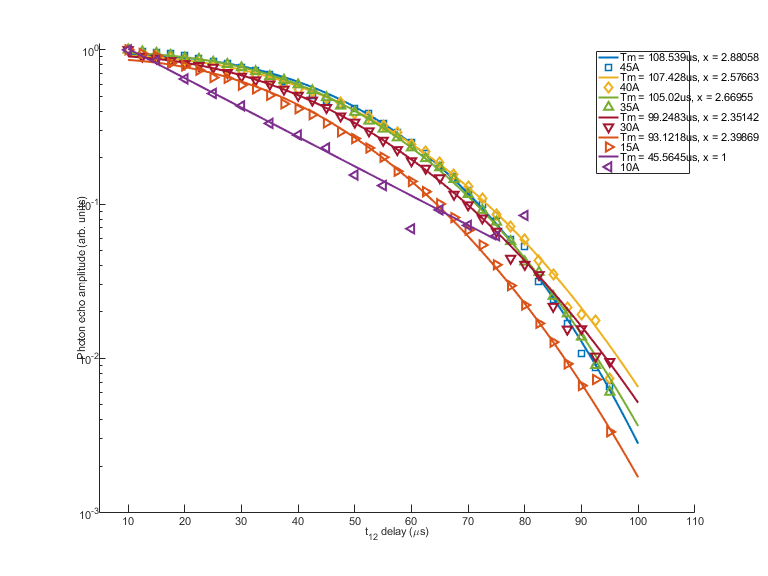 10^0
10^-1
10^-2
10^-3
Photon echo amplitude (arb. units)
Tm = 108.539us, x = 2.88058
45A
Tm = 107.428us, x = 2.57663
40A
Tm = 105.02us, x = 2.66955
35A
Tm = 99.2483us, x = 2.35142
30A
Tm = 93.1218us, x = 2.39869
15A
Tm = 45.5645us, x = 1
10A
10 20 30 40 50 60 70 80 90 100 110
t_12 delay (μs)